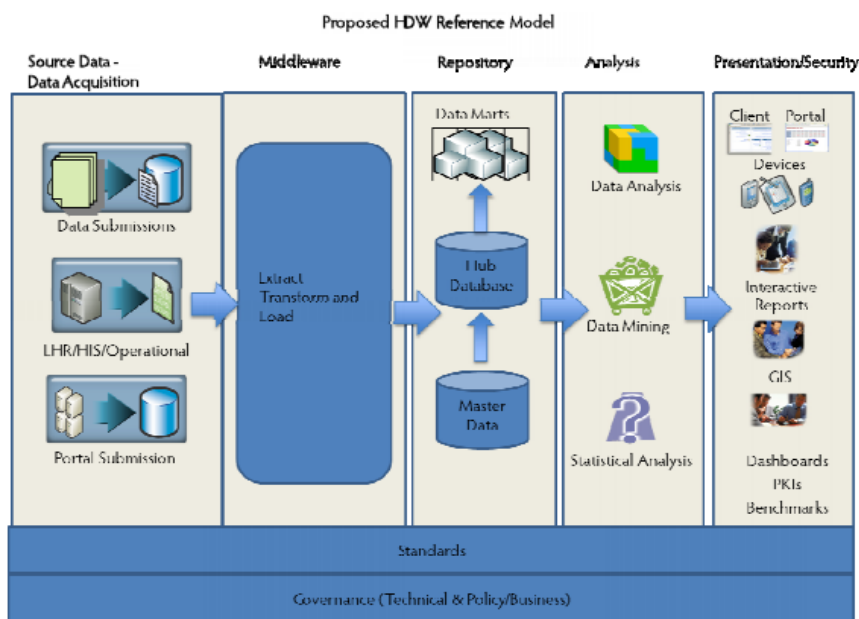 Proposed HDW Reference Model
Source Data -
Data Acquisition
Middleware
Repository
Analysis
Presentation/Security
Data Submissions
LHR/HIS/Operational
Portal Submission
Extract
Transform and
Load
Data Marts
Hub
Database
Master
Data
Data Analysis
Data Mining
Statistical Analysis
Client Portal
Devices
Interactive
Reports
GIS
Dashboards
PKIs
Benchmarks
Standards
Governance (Technical & Policy/Business)